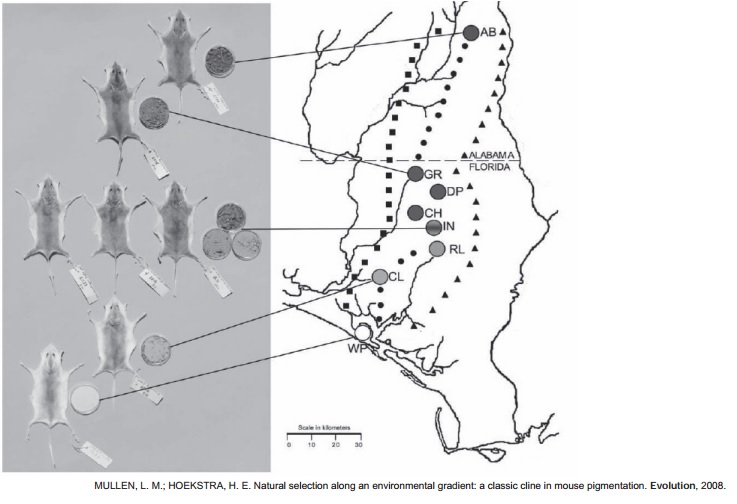 AB
ALABAMA
FLORIDA
GR
DP
CH
IN
RL
CL
WP
Scale in kilometers
0 10 20 30
MULLEN, L. M.; HOEKSTRA, H. E. Natural selection along an environmental gradient: a classic cline in mouse pigmentation. Evolution, 2008.